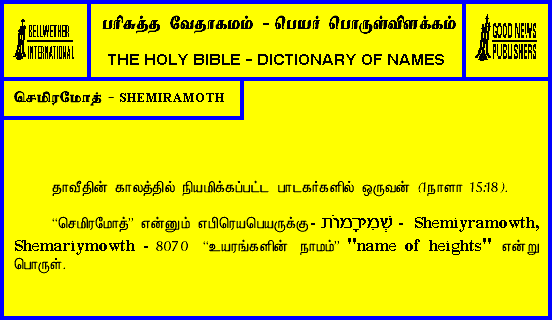 BELLWETHER
INTERNATIONAL
பரிசுத்த வேதாகமம் - பெயர் பொருள்விளக்கம்
THE HOLY BIBLE - DICTIONARY OF NAMES
GOOD NEWS
PUBLISHERS
செமிரமோத் - SHEMIRAMOTH
தாவீதின் காலத்தில் நியமிக்கப்பட்ட பாடகர்களில் ஒருவன் (1நாளா 15:18).
“செமிரமோத்” என்னும் எபிரெயபெயருக்கு - שְׁמִירָמוֹת - Shemiyramowth,
Shemariymowth - 8070 “உயரங்களின் நாமம்” "name of heights" என்று
பொருள்.